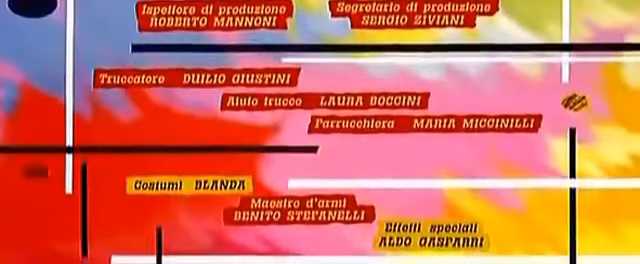 Ispettore di produzione
ROBERTO MANNONI
Segretario di produzione
SERGIO ZIVIANI
Truccatore DUILIO GIUSTINI
Aiuto trucco LAURA BOCCINI
Parrucchiera MARIA MICCINILLI
Costumi BLANDA
Maestro d'armi
BENITO STEFANELLI
Effetti speciali
ALDO GASPARRI